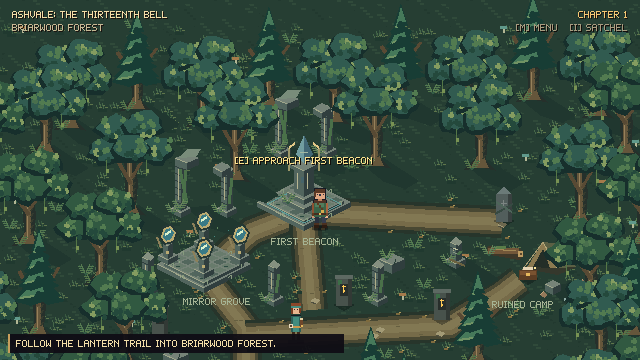 ASHVALE: THE THIRTEENTH BELL
BRIARWOOD FOREST
CHAPTER 1
[M] MENU [I] SATCHEL
[E] APPROACH FIRST BEACON
FIRST BEACON
MIRROR GROVE
RUINED CAMP
FOLLOW THE LANTERN TRAIL INTO BRIARWOOD FOREST.